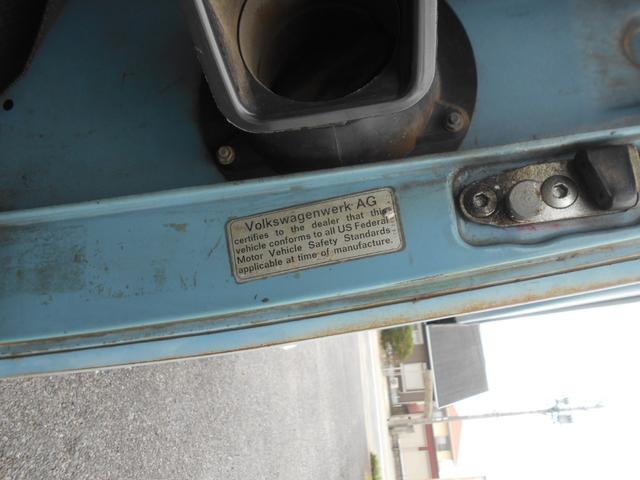 Volkswagenwerk AG
certifies to the dealer that this
vehicle conforms to all US Federal
Motor Vehicle Safety Standards
applicable at time of manufacture.